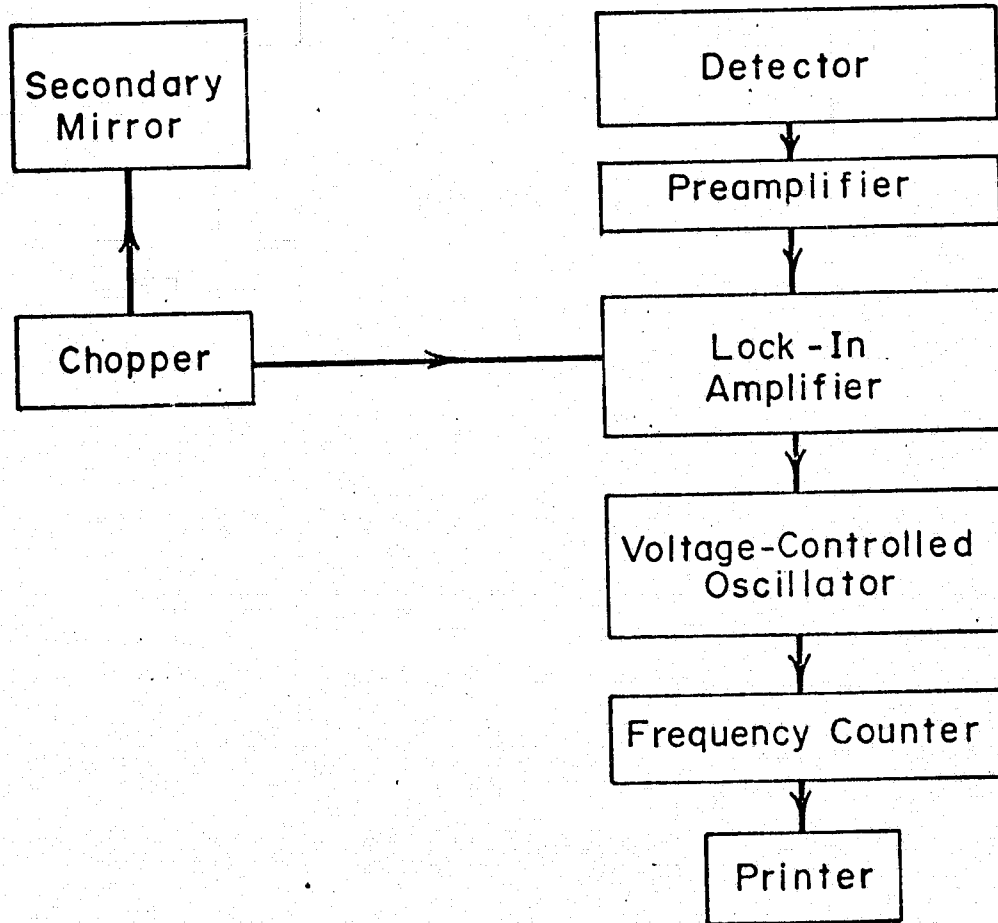 Secondary
Mirror
Chopper
Detector
Preamplifier
Lock-In
Amplifier
Voltage-Controlled
Oscillator
Frequency Counter
Printer